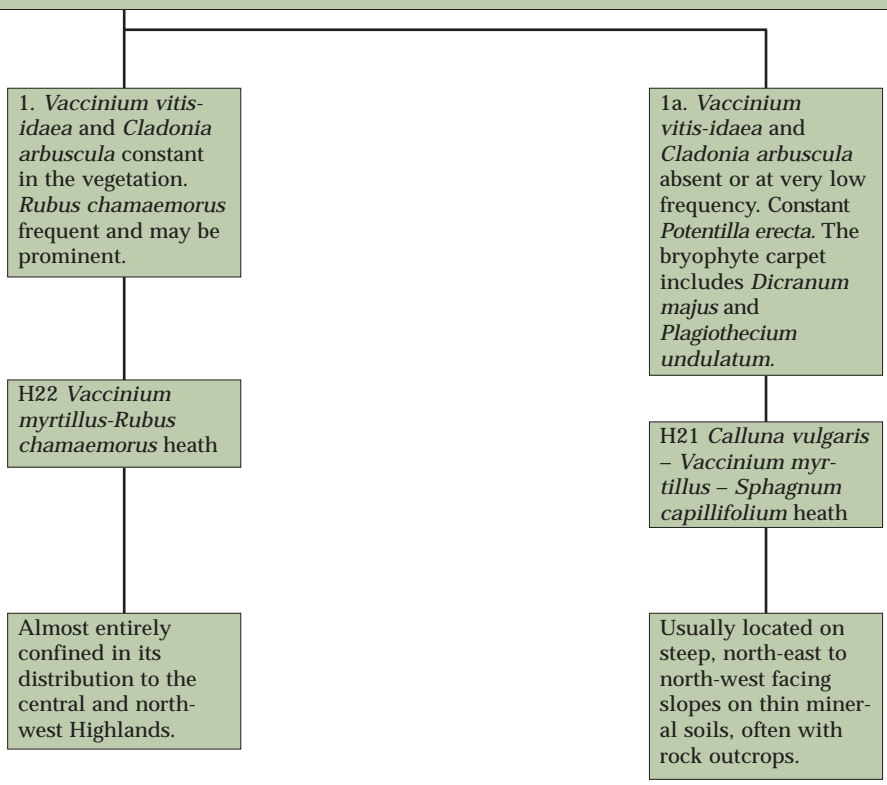 1. Vaccinium vitis-
idaea and Cladonia
arbuscula constant
in the vegetation.
Rubus chamaemorus
frequent and may be
prominent.
H22 Vaccinium
myrtillus-Rubus
chamaemorus heath
Almost entirely
confined in its
distribution to the
central and north-
west Highlands.
1a. Vaccinium
vitis-idaea and
Cladonia arbuscula
absent or at very low
frequency. Constant
Potentilla erecta. The
bryophyte carpet
includes Dicranum
majus and
Plagiothecium
undulatum.
H21 Calluna vulgaris
– Vaccinium myr-
tillus – Sphagnum
capillifolium heath
Usually located on
steep, north-east to
north-west facing
slopes on thin miner-
al soils, often with
rock outcrops.